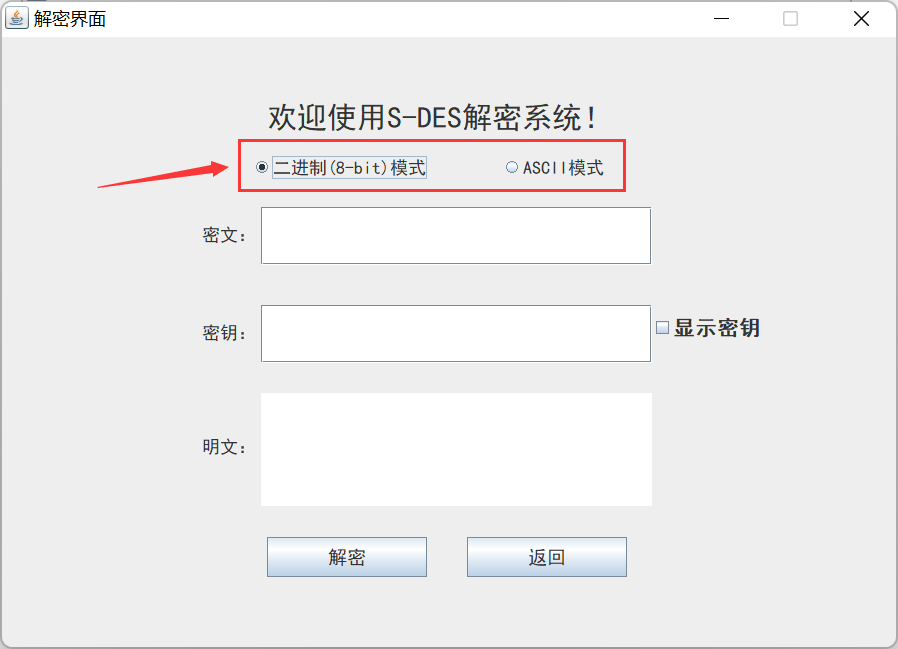 解密界面
欢迎使用S-DES解密系统！
二进制(8-bit)模式 ASCII模式
密文：
密钥： 显示密钥
明文：
解密 返回